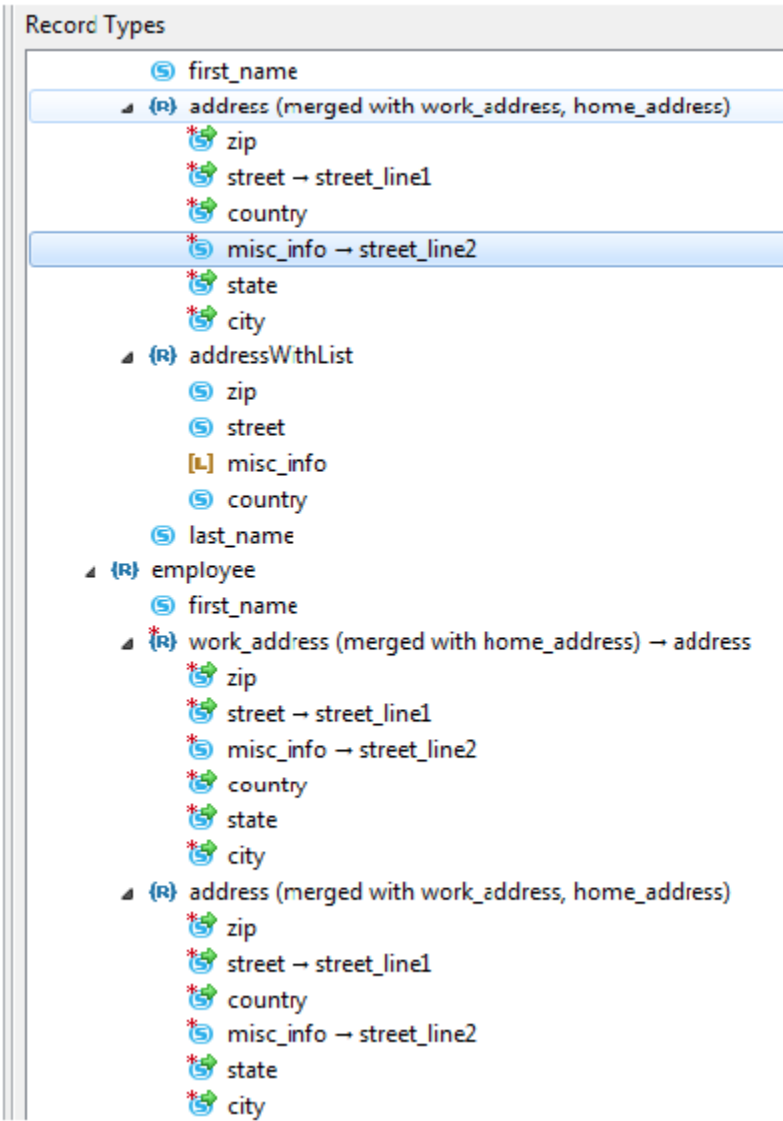 Record Types
first_name
{R} address (merged with work_address, home_address)
*S zip
*S street → street_line1
*S country
*S misc_info → street_line2
*S state
*S city
{R} addressWithList
S zip
S street
[L] misc_info
S country
S last_name
{R} employee
S first_name
*{R} work_address (merged with home_address) → address
*S zip
*S street → street_line1
*S misc_info → street_line2
*S country
*S state
*S city
{R} address (merged with work_address, home_address)
*S zip
*S street → street_line1
*S country
*S misc_info → street_line2
*S state
*S city